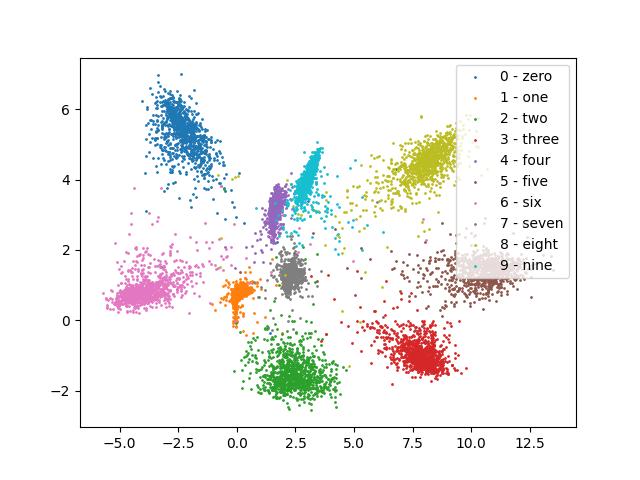 0 - zero
1 - one
2 - two
3 - three
4 - four
5 - five
6 - six
7 - seven
8 - eight
9 - nine
6
4
2
0
−2
−5.0 −2.5 0.0 2.5 5.0 7.5 10.0 12.5